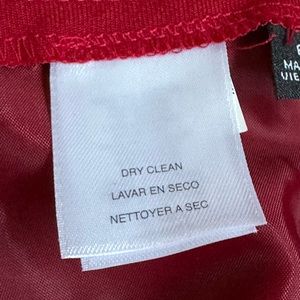 DRY CLEAN
LAVAR EN SECO
NETTOYER A SEC